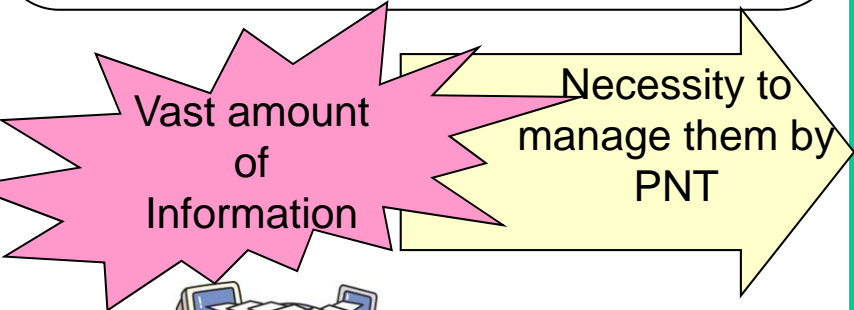 Vast amount
of
Information
Necessity to
manage them by
PNT